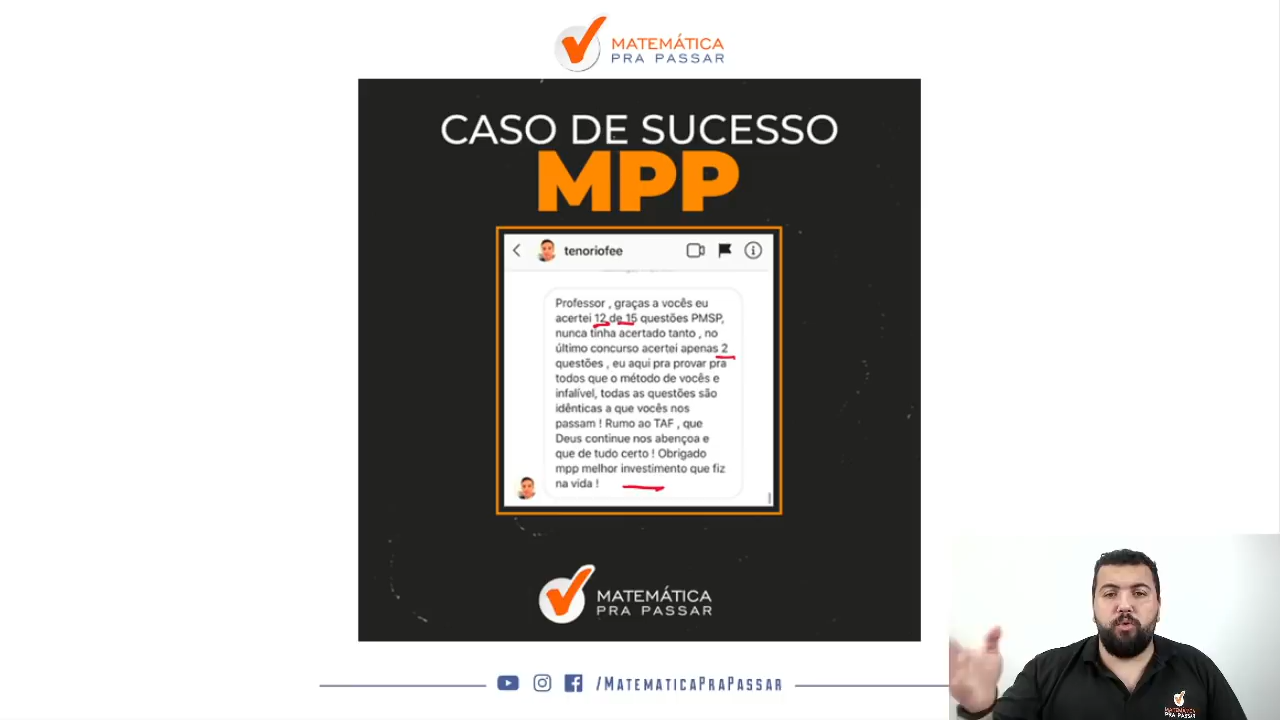 MATEMÁTICA
PRA PASSAR
CASO DE SUCESSO
MPP
tenoriofee
Professor , graças a vocês eu
acertei 12 de 15 questões PMSP,
nunca tinha acertado tanto , no
último concurso acertei apenas 2
questões , eu aqui pra provar pra
todos que o método de vocês e
infalível, todas as questões são
idênticas a que vocês nos
passam ! Rumo ao TAF , que
Deus continue nos abençoa e
que de tudo certo ! Obrigado
mpp melhor investimento que fiz
na vida !
MATEMÁTICA
PRA PASSAR
/MATEMATICAPRAPASSAR
MATEMÁTICA
PRA PASSAR